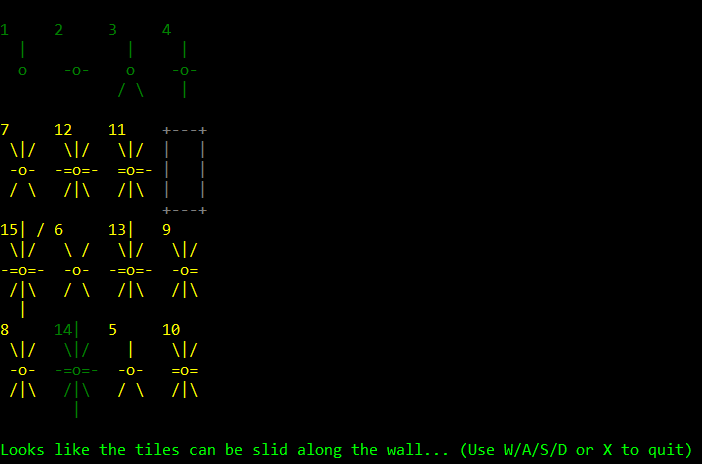 1     2    3    4
  |           |     |
  o    -o-    o    -o-
             / \    |
7     12    11    +---+
 \|/   \|/   \|/  |   |
 -o-  -=o=- =o=-  |   |
 / \   /|\   /|\  |   |
                  +---+
15| / 6     13|   9
 \|/   \ /   \|/   \|/
-=o=-  -o-  -=o=-  -o=
 /|\   / \   /|\   /|\
  |
8     14|   5     10
 \|/   \|/    |    \|/
 -o-  -=o=-  -o-   =o=
 /|\   /|\   / \   /|\
        |
Looks like the tiles can be slid along the wall... (Use W/A/S/D or X to quit)